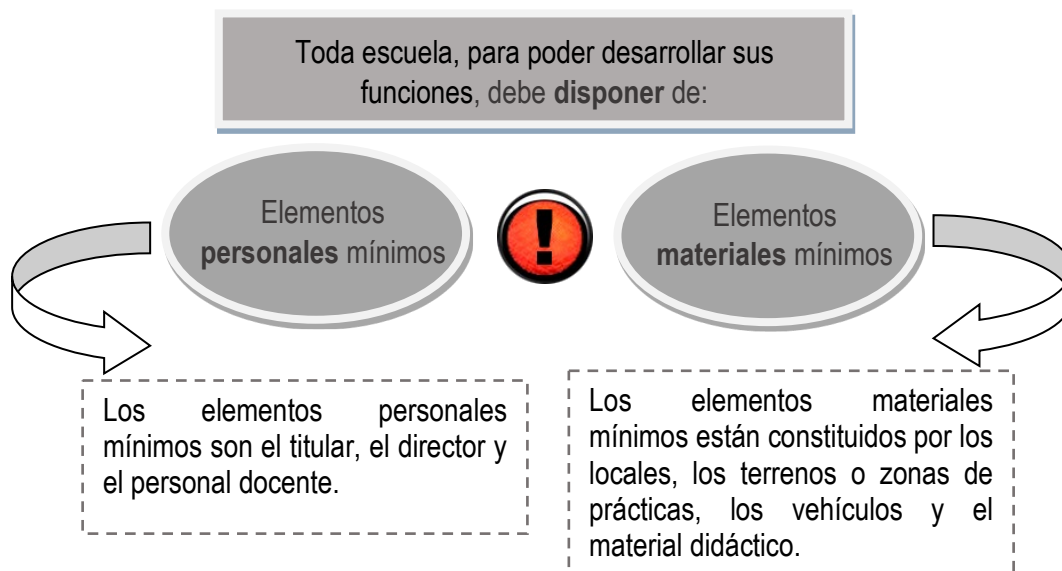 Toda escuela, para poder desarrollar sus
funciones, debe disponer de:
Elementos
personales mínimos
!
Elementos
materiales mínimos
Los elementos personales
mínimos son el titular, el director y
el personal docente.
Los elementos materiales
mínimos están constituidos por los
locales, los terrenos o zonas de
prácticas, los vehículos y el
material didáctico.